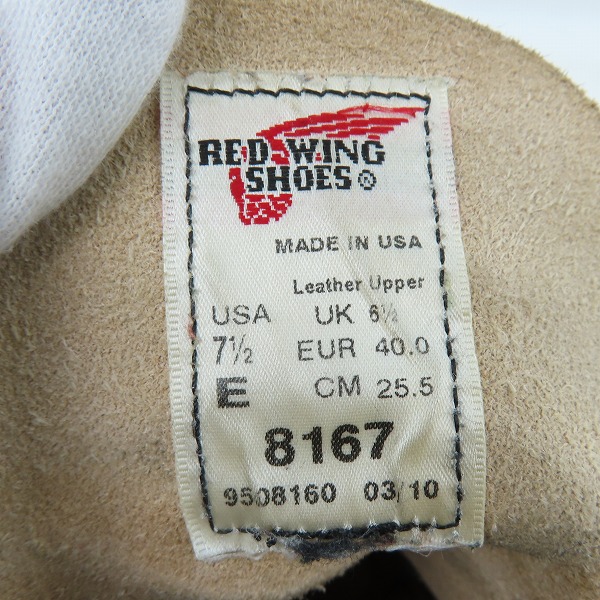 RED WING
SHOES®
MADE IN USA
Leather Upper
USA UK 6½
7½ EUR 40.0
E CM 25.5
8167
9508160 03/10